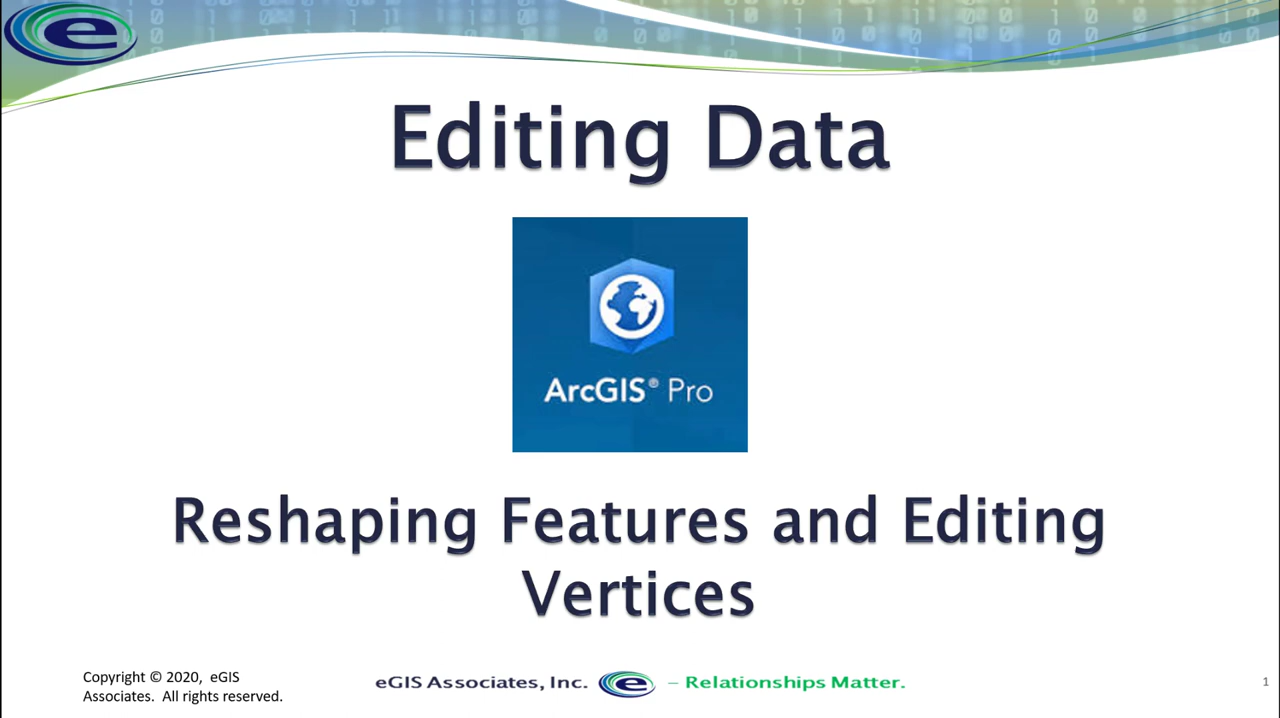 Editing Data
ArcGIS® Pro
Reshaping Features and Editing
Vertices
Copyright © 2020, eGIS
Associates. All rights reserved.
eGIS Associates, Inc. e – Relationships Matter.
1